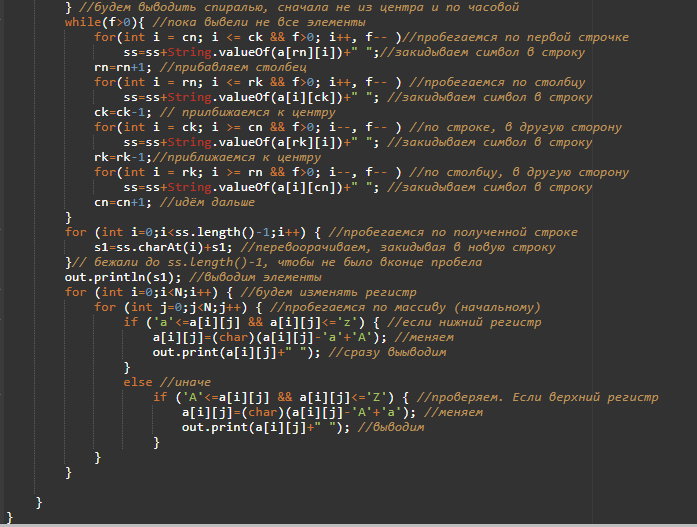 } //будем выводить спиралью, сначала не из центра и по часовой
while(f>0){ //пока вывели не все элементы
for(int i = cn; i <= ck && f>0; i++, f-- )//пробегаемся по первой строчке
ss=ss+String.valueOf(a[rn][i])+" ";//закидываем символ в строку
rn=rn+1; //прибавляем столбец
for(int i = rn; i <= rk && f>0; i++, f-- ) //пробегаемся по столбцу
ss=ss+String.valueOf(a[i][ck])+" "; //закидываем символ в строку
ck=ck-1; // прилбижаемся к центру
for(int i = ck; i >= cn && f>0; i--, f-- ) //по строке, в другую сторону
ss=ss+String.valueOf(a[rk][i])+" "; //закидываем символ в строку
rk=rk-1;//приближаемся к центру
for(int i = rk; i >= rn && f>0; i--, f-- ) //по столбцу, в другую сторону
ss=ss+String.valueOf(a[i][cn])+" "; //закидываем символ в строку
cn=cn+1; //идём дальше
}
for (int i=0;i<ss.length()-1;i++) { //пробегаемся по полученной строке
s1=ss.charAt(i)+s1; //перевоорачиваем, закидывая в новую строку
}// бежали до ss.length()-1, чтобы не было вконце пробела
out.println(s1); //выводим элементы
for (int i=0;i<N;i++) { //будем изменять регистр
for (int j=0;j<N;j++) { //пробегаемся по массиву (начальному)
if ('a'<=a[i][j] && a[i][j]<='z') { //если нижний регистр
a[i][j]=(char)(a[i][j]-'a'+'A'); //меняем
out.print(a[i][j]+" "); //сразу выыводим
}
else //иначе
if ('A'<=a[i][j] && a[i][j]<='Z') { //проверяем. Если верхний регистр
a[i][j]=(char)(a[i][j]-'A'+'a'); //меняем
out.print(a[i][j]+" "); //выводим
}
}
}
}
}